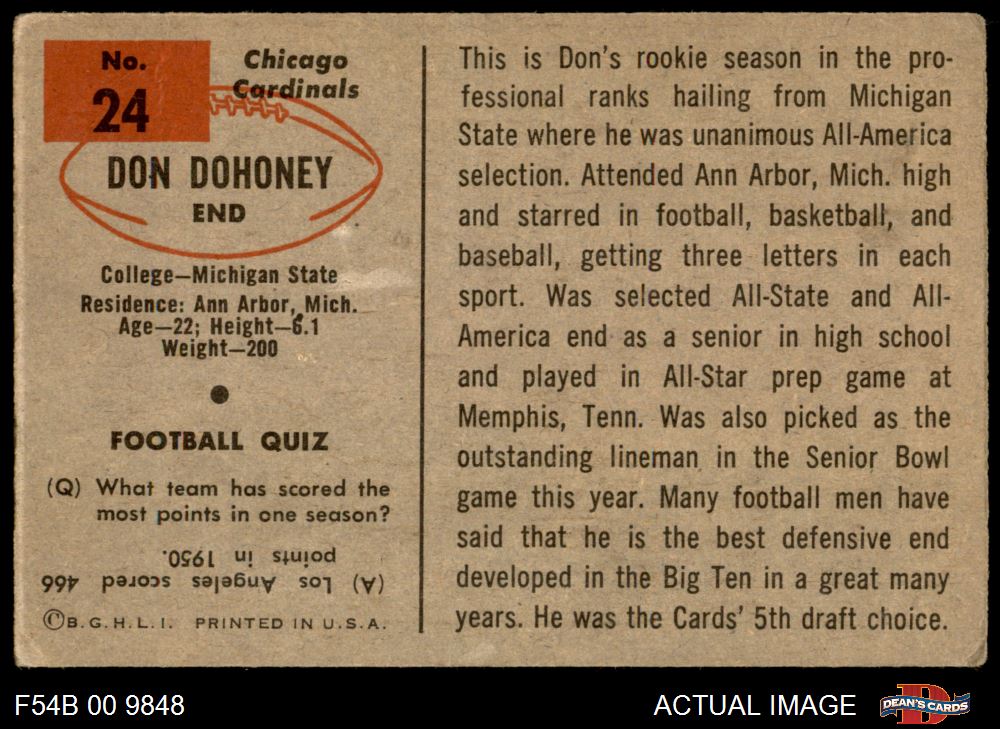 No.
24
Chicago
Cardinals
DON DOHONEY
END
College—Michigan State
Residence: Ann Arbor, Mich.
Age—22; Height—6.1
Weight—200
FOOTBALL QUIZ
(Q) What team has scored the
most points in one season?
(A) Los Angeles scored 466
points in 1950.
©B.G.H.L.I. PRINTED IN U.S.A.
This is Don's rookie season in the pro-
fessional ranks hailing from Michigan
State where he was unanimous All-America
selection. Attended Ann Arbor, Mich. high
and starred in football, basketball, and
baseball, getting three letters in each
sport. Was selected All-State and All-
America end as a senior in high school
and played in All-Star prep game at
Memphis, Tenn. Was also picked as the
outstanding lineman in the Senior Bowl
game this year. Many football men have
said that he is the best defensive end
developed in the Big Ten in a great many
years. He was the Cards' 5th draft choice.
F54B 00 9848
ACTUAL IMAGE
D
DEAN'S CARDS